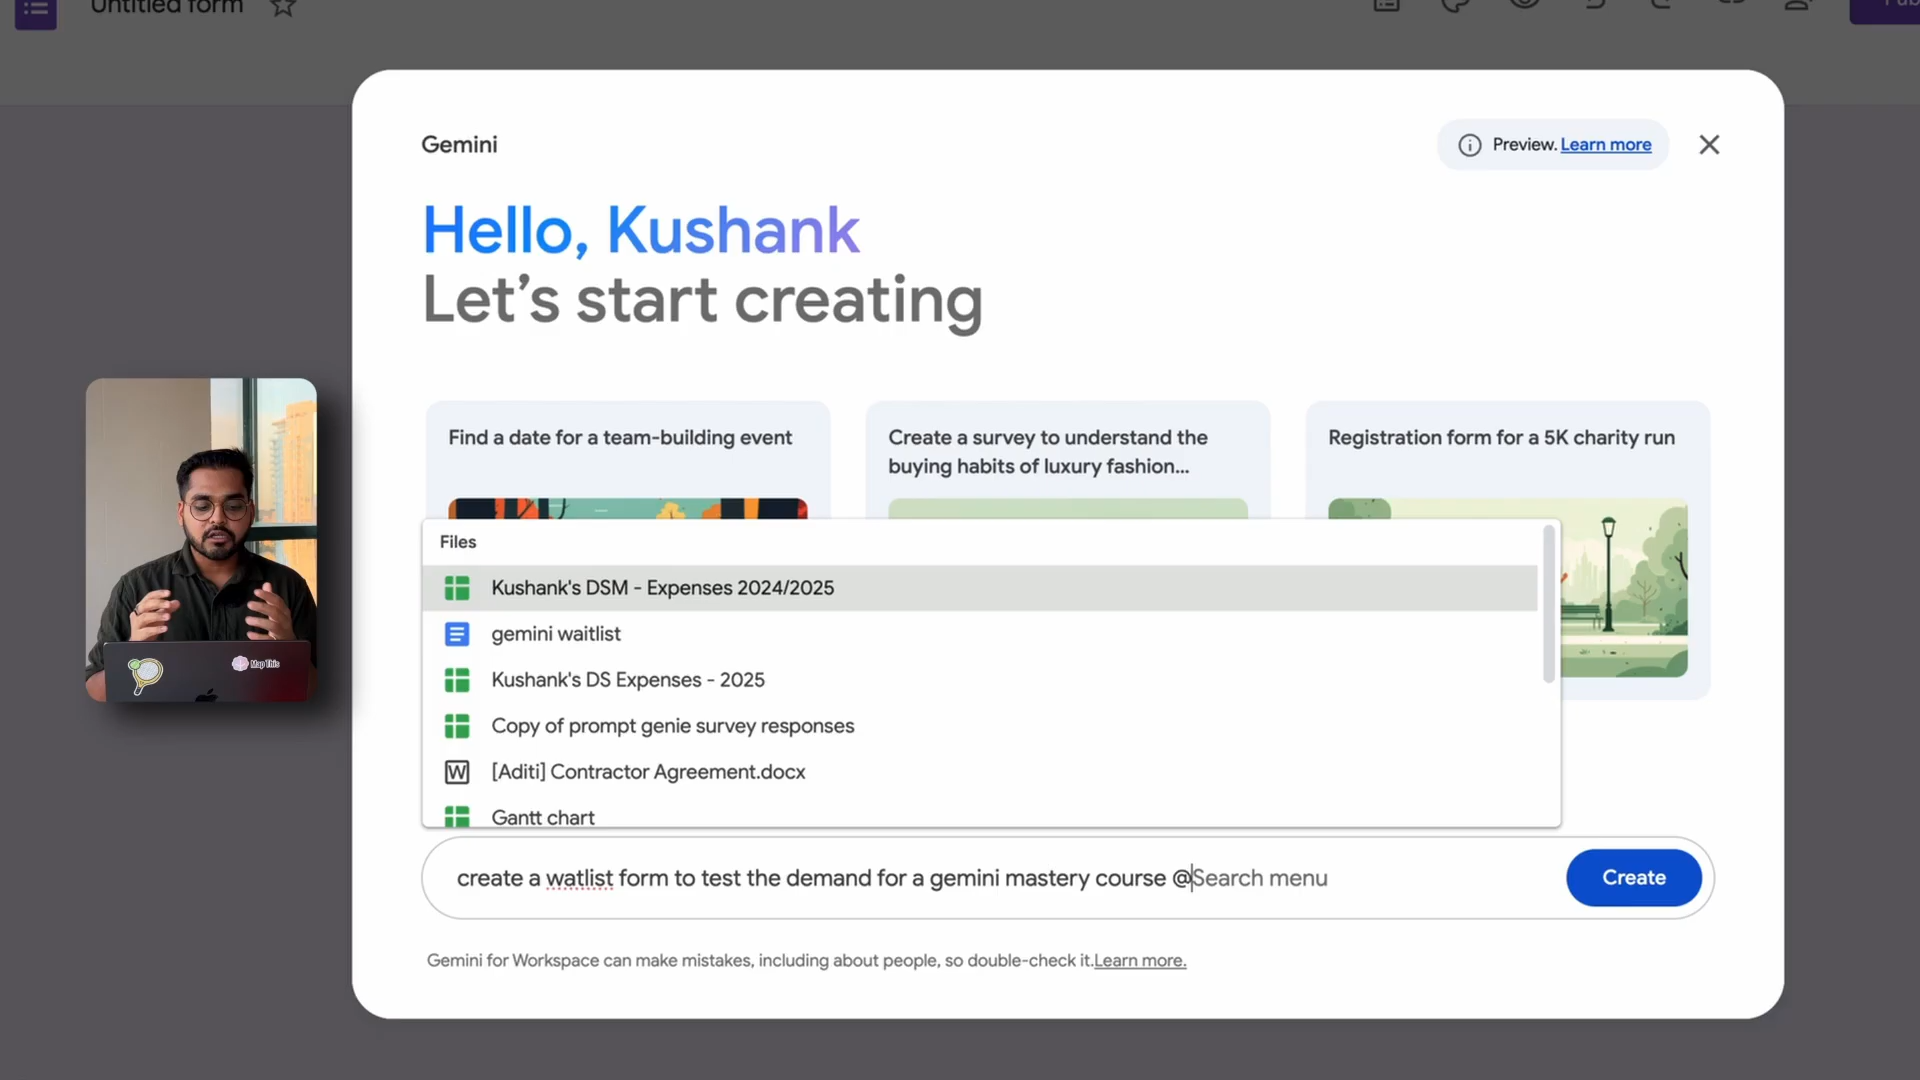 Untitled form
Gemini
Preview. Learn more
Hello, Kushank
Let's start creating
Find a date for a team-building event
Create a survey to understand the
buying habits of luxury fashion...
Registration form for a 5K charity run
Files
Kushank's DSM - Expenses 2024/2025
gemini waitlist
Kushank's DS Expenses - 2025
Copy of prompt genie survey responses
[Aditi] Contractor Agreement.docx
Gantt chart
Map This
create a watlist form to test the demand for a gemini mastery course @Search menu
Create
Gemini for Workspace can make mistakes, including about people, so double-check it.Learn more.